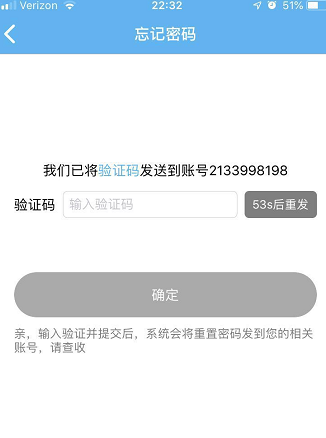 Verizon 22:32 51%
忘记密码
我们已将验证码发送到账号2133998198
验证码 输入验证码 53s后重发
确定
亲，输入验证并提交后，系统会将重置密码发到您的相关
账号，请查收